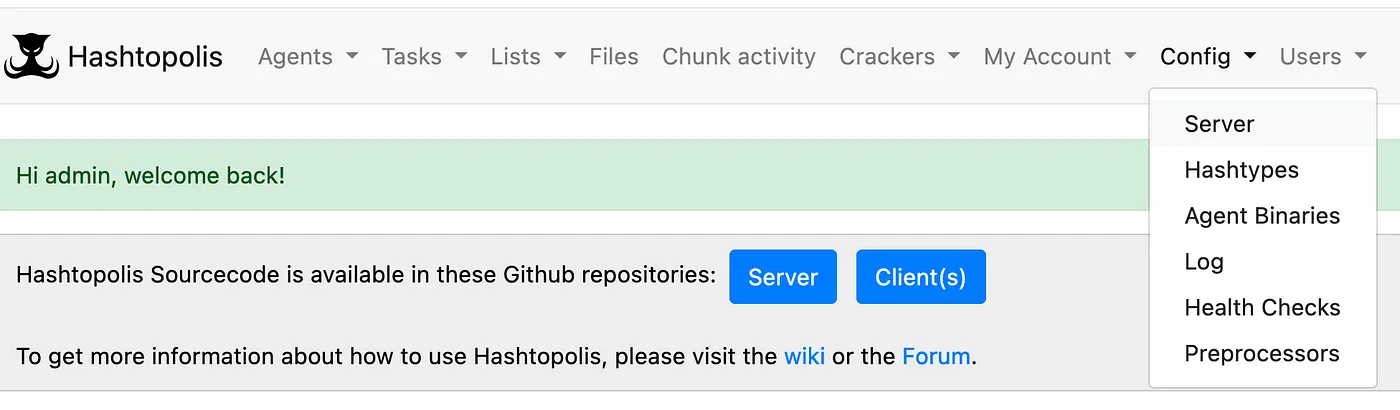 Hashtopolis Agents Tasks Lists Files Chunk activity Crackers My Account Config Users
Server
Hashtypes
Agent Binaries
Log
Health Checks
Preprocessors
Hi admin, welcome back!
Hashtopolis Sourcecode is available in these Github repositories: Server Client(s)
To get more information about how to use Hashtopolis, please visit the wiki or the Forum.